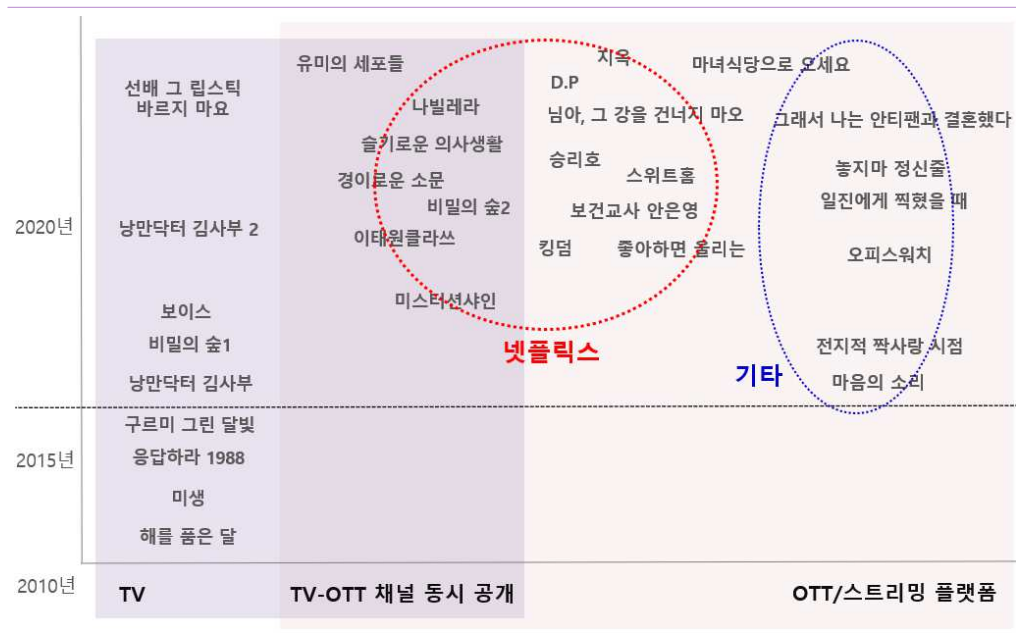 유미의 세포들
지옥
마녀식당으로 오세요
선배 그 립스틱
바르지 마요
D.P
나빌레라
님아, 그 강을 건너지 마오
그래서 나는 안티팬과 결혼했다
슬기로운 의사생활
승리호
놓지마 정신줄
경이로운 소문
스위트홈
일진에게 찍혔을 때
비밀의 숲2
보건교사 안은영
2020년
낭만닥터 김사부 2
이태원클라쓰
킹덤
좋아하면 울리는
오피스워치
미스터션샤인
보이스
비밀의 숲1
넷플릭스
전지적 짝사랑 시점
기타
낭만닥터 김사부
마음의 소리
구르미 그린 달빛
2015년
응답하라 1988
미생
해를 품은 달
2010년
TV
TV-OTT 채널 동시 공개
OTT/스트리밍 플랫폼